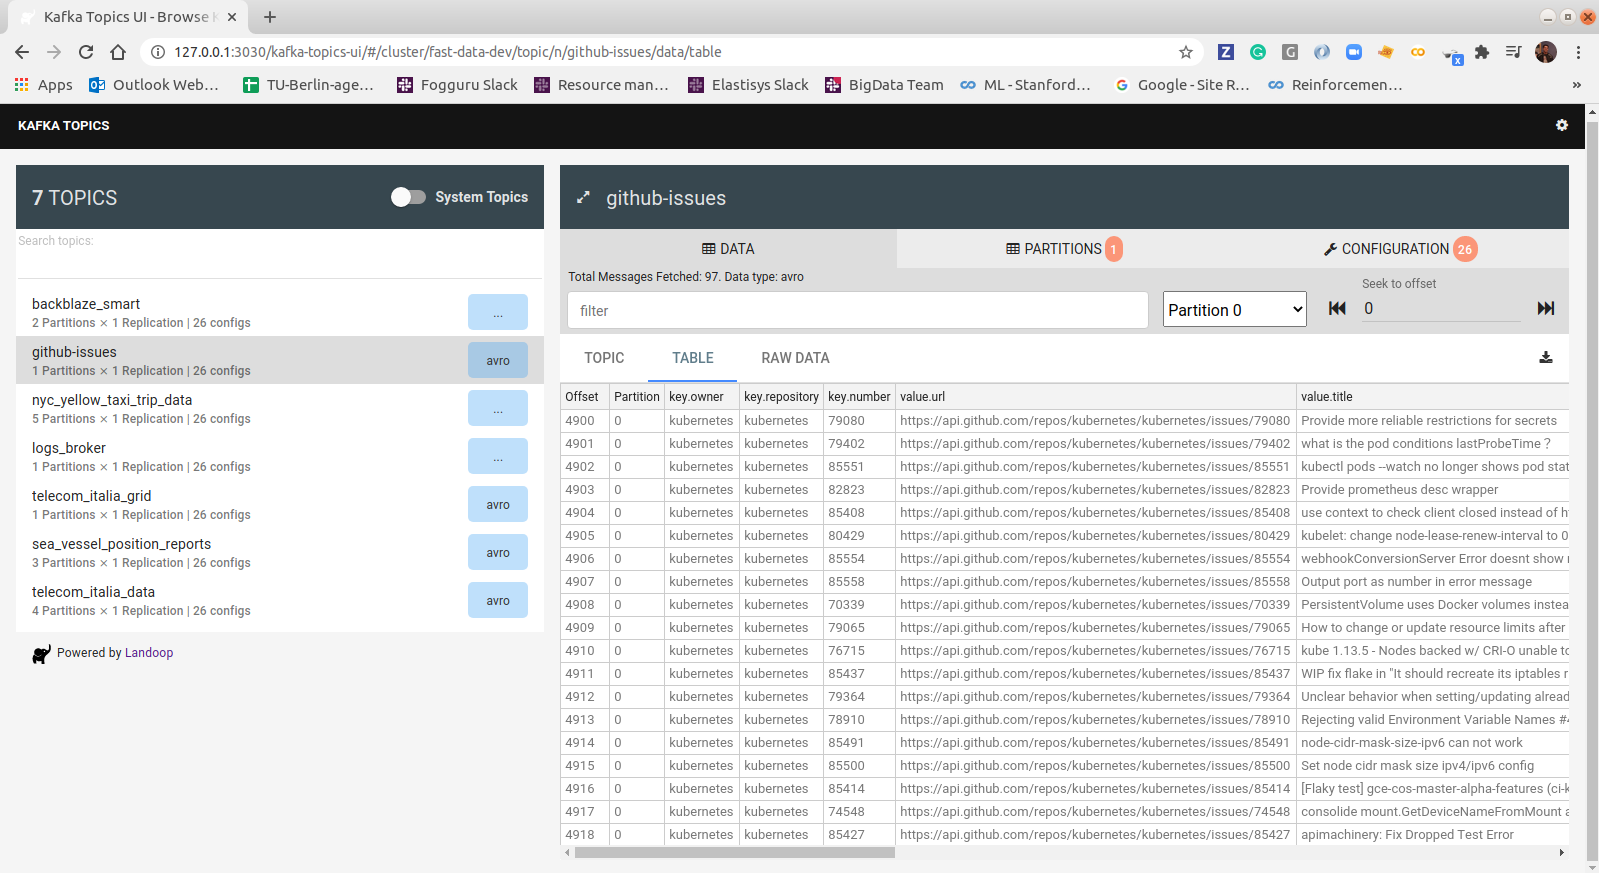 Kafka Topics UI - Browse
127.0.0.1:3030/kafka-topics-ui/#/cluster/fast-data-dev/topic/n/github-issues/data/table
Apps Outlook Web... TU-Berlin-age... Fogguru Slack Resource man... Elastisys Slack BigData Team ML - Stanford... Google - Site R... Reinforcemen... »
KAFKA TOPICS
7 TOPICS System Topics
Search topics:
backblaze_smart ...
2 Partitions × 1 Replication | 26 configs
github-issues avro
1 Partitions × 1 Replication | 26 configs
nyc_yellow_taxi_trip_data ...
5 Partitions × 1 Replication | 26 configs
logs_broker ...
1 Partitions × 1 Replication | 26 configs
telecom_italia_grid avro
1 Partitions × 1 Replication | 26 configs
sea_vessel_position_reports avro
3 Partitions × 1 Replication | 26 configs
telecom_italia_data avro
4 Partitions × 1 Replication | 26 configs
Powered by Landoop
github-issues
DATA PARTITIONS 1 CONFIGURATION 26
Total Messages Fetched: 97. Data type: avro
Seek to offset
filter Partition 0 0
TOPIC TABLE RAW DATA
Offset Partition key.owner key.repository key.number value.url value.title
4900 0 kubernetes kubernetes 79080 https://api.github.com/repos/kubernetes/kubernetes/issues/79080 Provide more reliable restrictions for secrets
4901 0 kubernetes kubernetes 79402 https://api.github.com/repos/kubernetes/kubernetes/issues/79402 what is the pod conditions lastProbeTime ?
4902 0 kubernetes kubernetes 85551 https://api.github.com/repos/kubernetes/kubernetes/issues/85551 kubectl pods --watch no longer shows pod stat
4903 0 kubernetes kubernetes 82823 https://api.github.com/repos/kubernetes/kubernetes/issues/82823 Provide prometheus desc wrapper
4904 0 kubernetes kubernetes 85408 https://api.github.com/repos/kubernetes/kubernetes/issues/85408 use context to check client closed instead of
4905 0 kubernetes kubernetes 80429 https://api.github.com/repos/kubernetes/kubernetes/issues/80429 kubelet: change node-lease-renew-interval to 0
4906 0 kubernetes kubernetes 85554 https://api.github.com/repos/kubernetes/kubernetes/issues/85554 webhookConversionServer Error doesnt show
4907 0 kubernetes kubernetes 85558 https://api.github.com/repos/kubernetes/kubernetes/issues/85558 Output port as number in error message
4908 0 kubernetes kubernetes 70339 https://api.github.com/repos/kubernetes/kubernetes/issues/70339 PersistentVolume uses Docker volumes instea
4909 0 kubernetes kubernetes 79065 https://api.github.com/repos/kubernetes/kubernetes/issues/79065 How to change or update resource limits after
4910 0 kubernetes kubernetes 76715 https://api.github.com/repos/kubernetes/kubernetes/issues/76715 kube 1.13.5 - Nodes backed w/ CRI-O unable to
4911 0 kubernetes kubernetes 85437 https://api.github.com/repos/kubernetes/kubernetes/issues/85437 WIP fix flake in "It should recreate its iptables r
4912 0 kubernetes kubernetes 79364 https://api.github.com/repos/kubernetes/kubernetes/issues/79364 Unclear behavior when setting/updating alread
4913 0 kubernetes kubernetes 78910 https://api.github.com/repos/kubernetes/kubernetes/issues/78910 Rejecting valid Environment Variable Names #4
4914 0 kubernetes kubernetes 85491 https://api.github.com/repos/kubernetes/kubernetes/issues/85491 node-cidr-mask-size-ipv6 can not work
4915 0 kubernetes kubernetes 85500 https://api.github.com/repos/kubernetes/kubernetes/issues/85500 Set node cidr mask size ipv4/ipv6 config
4916 0 kubernetes kubernetes 85414 https://api.github.com/repos/kubernetes/kubernetes/issues/85414 [Flaky test] gce-cos-master-alpha-features (ci-k
4917 0 kubernetes kubernetes 74548 https://api.github.com/repos/kubernetes/kubernetes/issues/74548 consolide mount.GetDeviceNameFromMount a
4918 0 kubernetes kubernetes 85427 https://api.github.com/repos/kubernetes/kubernetes/issues/85427 apimachinery: Fix Dropped Test Error